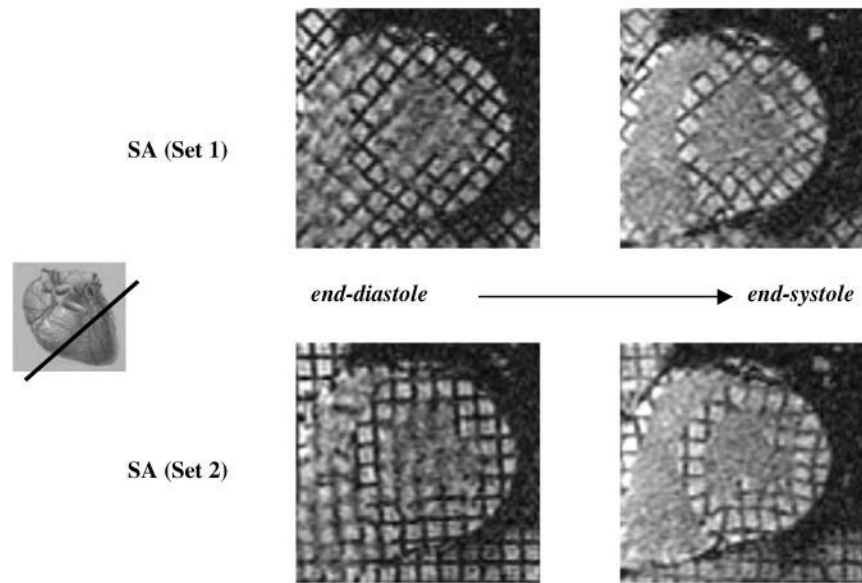 SA (Set 1)
end-diastole
end-systole
SA (Set 2)